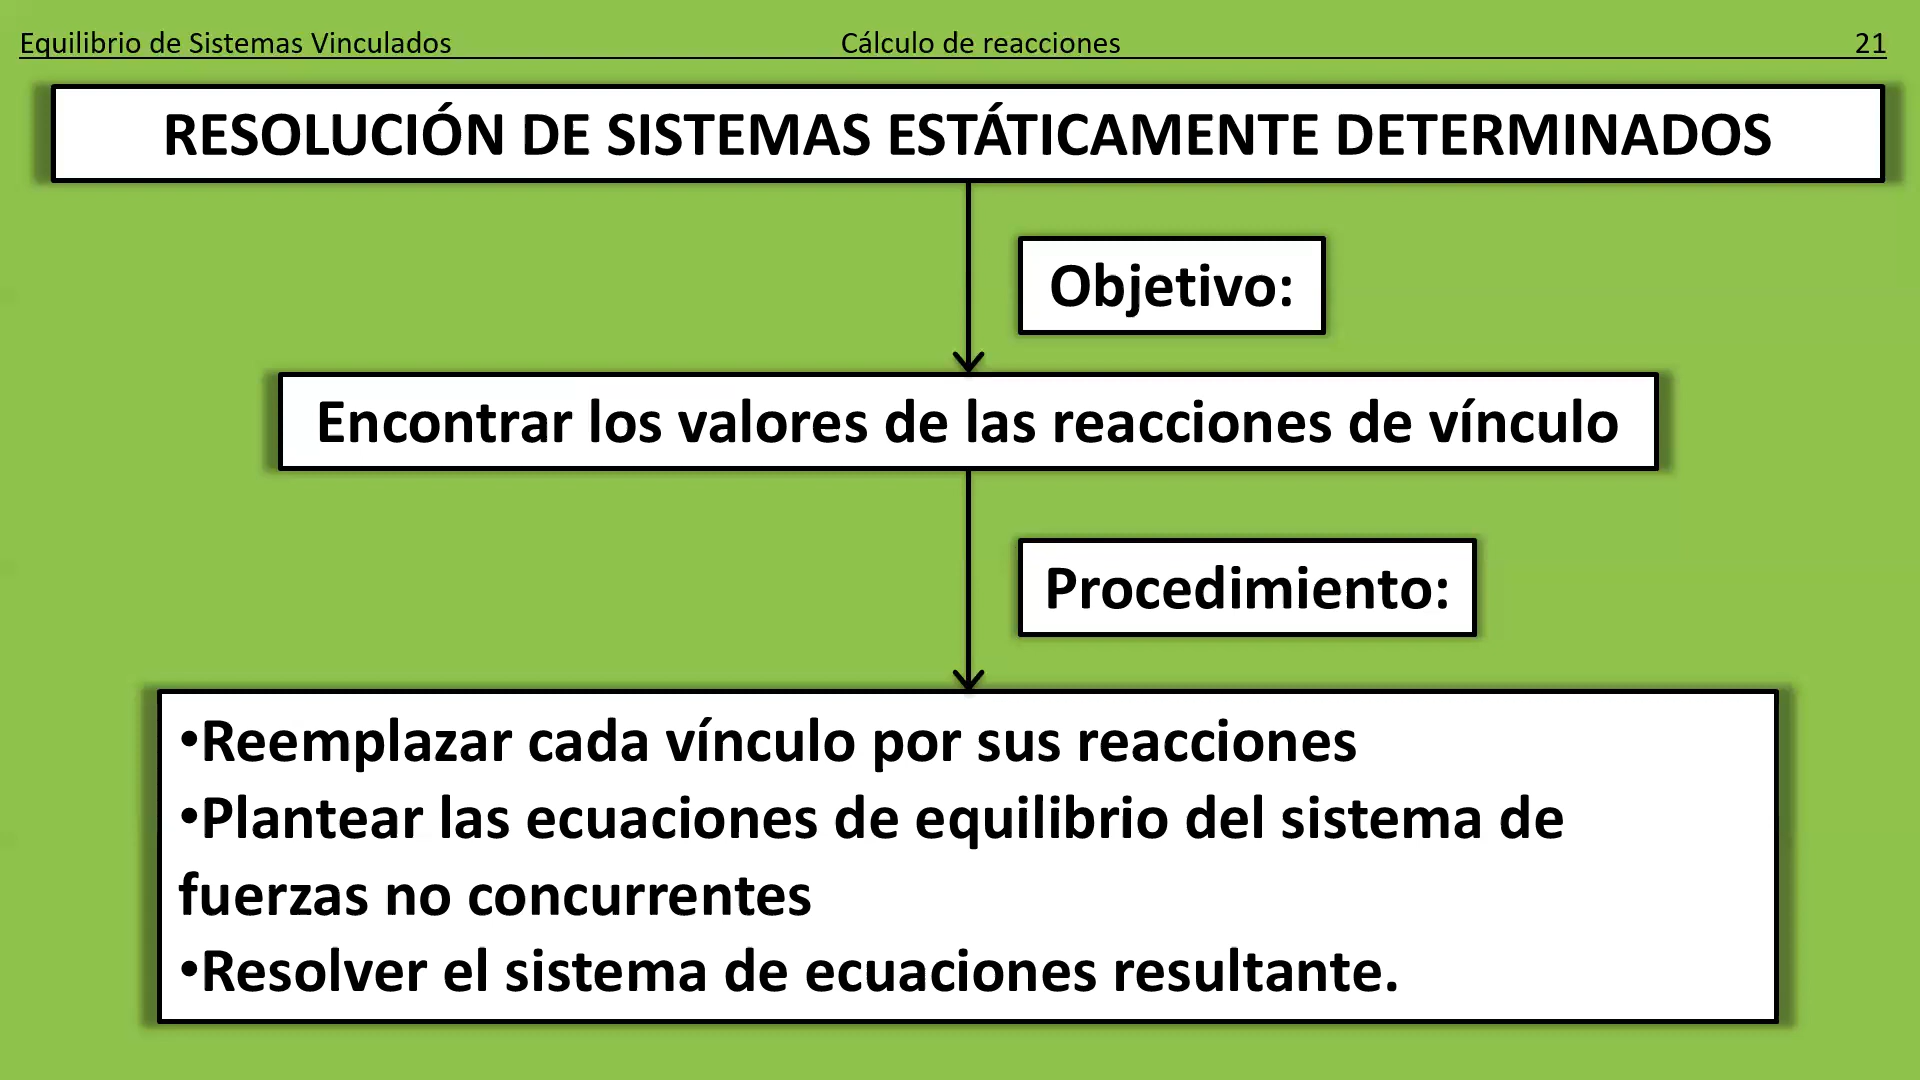 Equilibrio de Sistemas Vinculados Cálculo de reacciones 21
RESOLUCIÓN DE SISTEMAS ESTÁTICAMENTE DETERMINADOS
Objetivo:
Encontrar los valores de las reacciones de vínculo
Procedimiento:
•Reemplazar cada vínculo por sus reacciones
•Plantear las ecuaciones de equilibrio del sistema de
fuerzas no concurrentes
•Resolver el sistema de ecuaciones resultante.